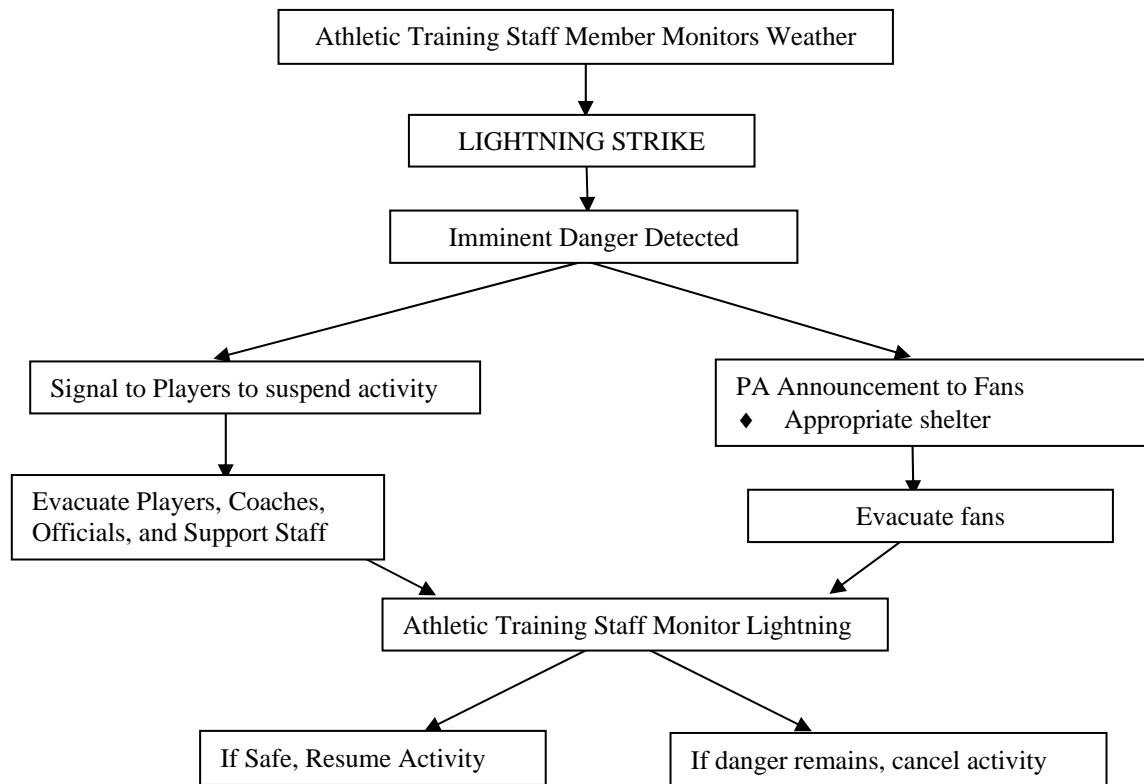 Athletic Training Staff Member Monitors Weather
LIGHTNING STRIKE
Imminent Danger Detected
Signal to Players to suspend activity
PA Announcement to Fans
♦ Appropriate shelter
Evacuate Players, Coaches,
Officials, and Support Staff
Evacuate fans
Athletic Training Staff Monitor Lightning
If Safe, Resume Activity
If danger remains, cancel activity